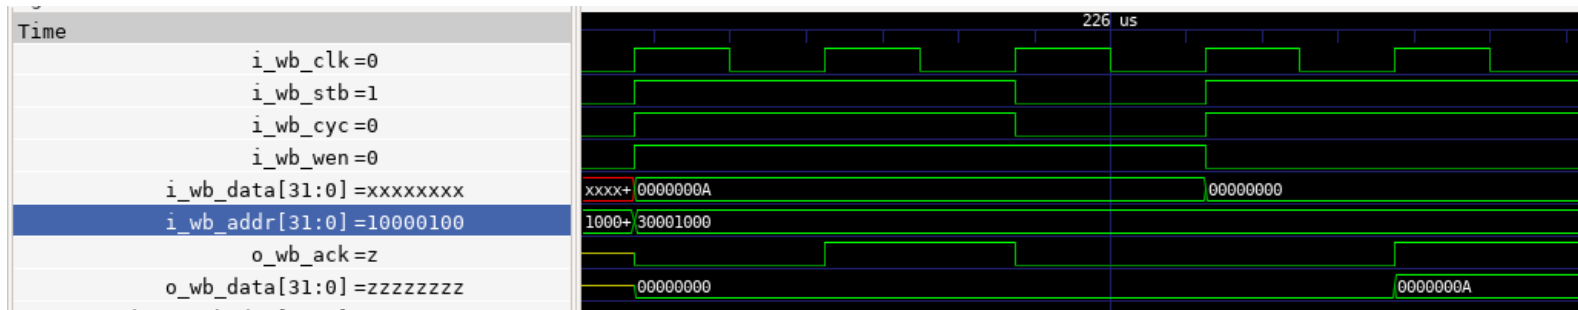 226 us
Time
i_wb_clk =0
i_wb_stb =1
i_wb_cyc =0
i_wb_wen =0
i_wb_data[31:0] =xxxxxxxx xxxx+ 0000000A 00000000
i_wb_addr[31:0] =10000100 1000+ 30001000
o_wb_ack =z
o_wb_data[31:0] =zzzzzzzz 00000000 0000000A